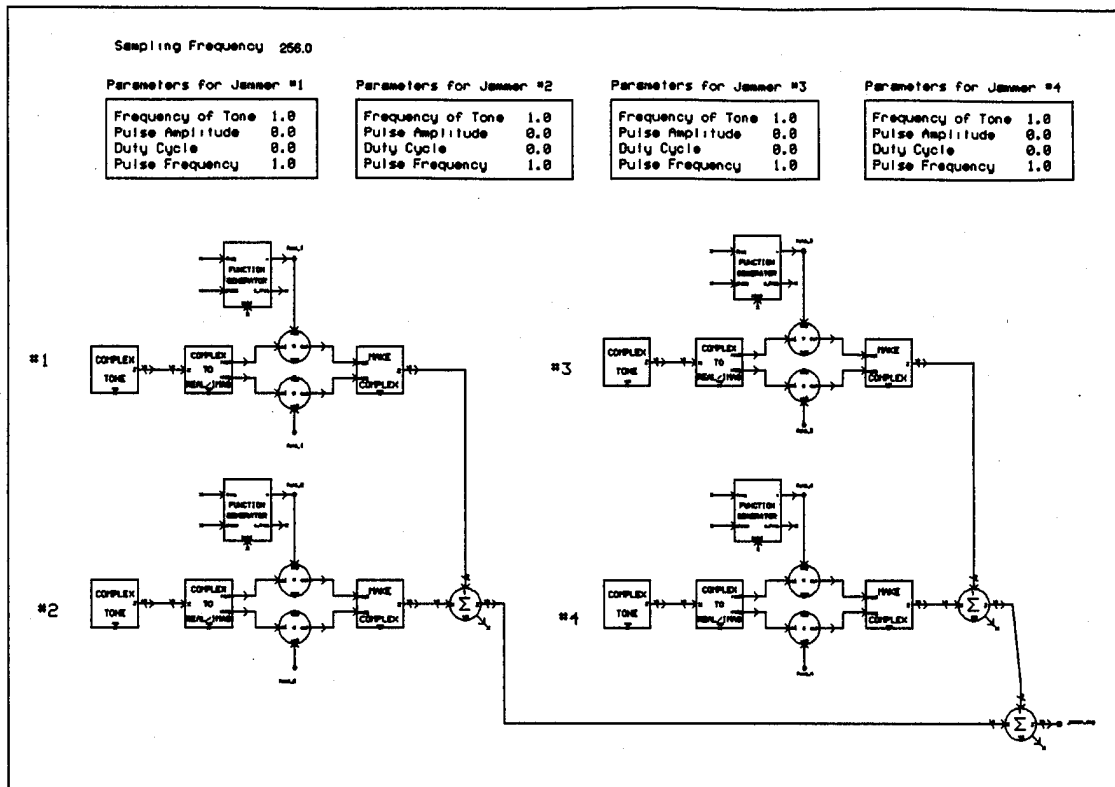 Sampling Frequency 256.0
Parameters for Jammer #1
Frequency of Tone 1.0
Pulse Amplitude 0.0
Duty Cycle 0.0
Pulse Frequency 1.0
Parameters for Jammer #2
Frequency of Tone 1.0
Pulse Amplitude 0.0
Duty Cycle 0.0
Pulse Frequency 1.0
Parameters for Jammer #3
Frequency of Tone 1.0
Pulse Amplitude 0.0
Duty Cycle 0.0
Pulse Frequency 1.0
Parameters for Jammer #4
Frequency of Tone 1.0
Pulse Amplitude 0.0
Duty Cycle 0.0
Pulse Frequency 1.0
#1
FUNCTION
GENERATOR
COMPLEX
TONE
COMPLEX
TO
REAL/IMAG
MAKE
COMPLEX
#3
FUNCTION
GENERATOR
COMPLEX
TONE
COMPLEX
TO
REAL/IMAG
MAKE
COMPLEX
#2
FUNCTION
GENERATOR
COMPLEX
TONE
COMPLEX
TO
REAL/IMAG
MAKE
COMPLEX
Σ
#4
FUNCTION
GENERATOR
COMPLEX
TONE
COMPLEX
TO
REAL/IMAG
MAKE
COMPLEX
Σ
Σ